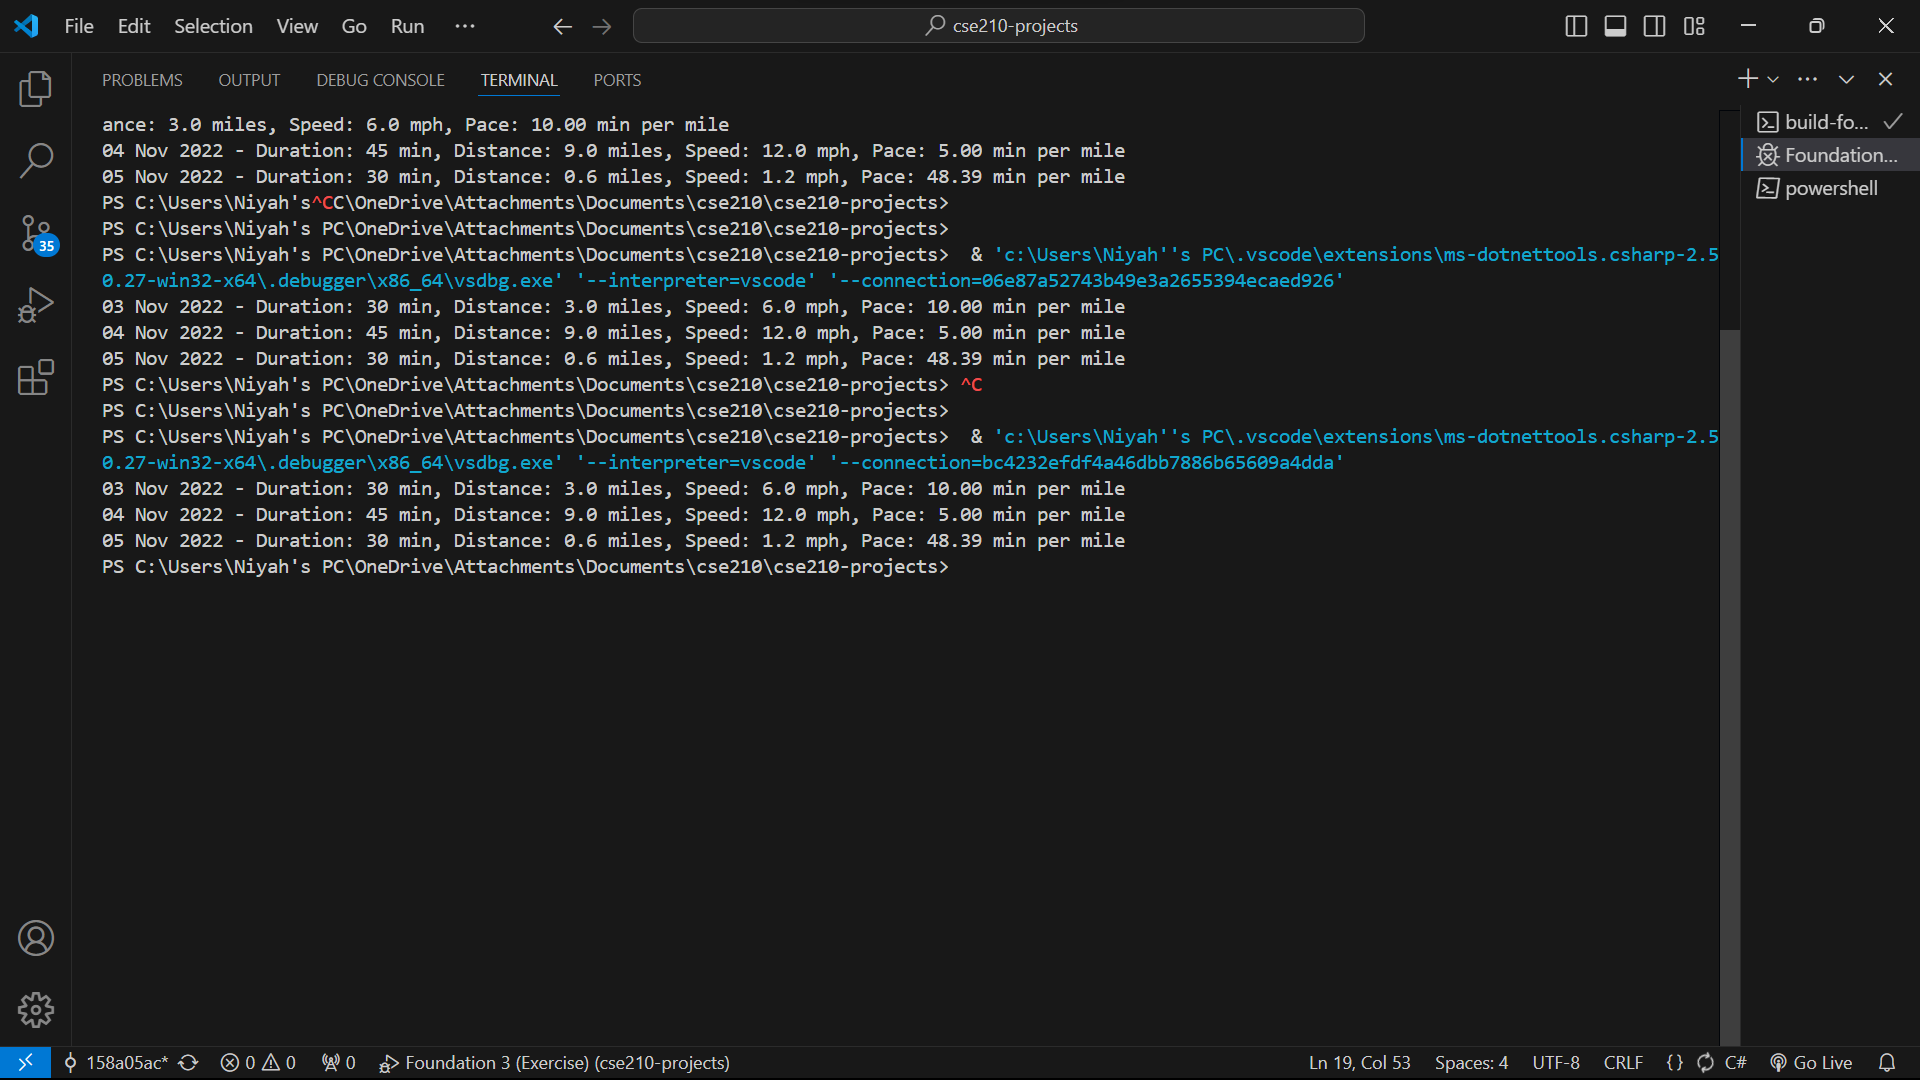 File Edit Selection View Go Run ··· cse210-projects
PROBLEMS OUTPUT DEBUG CONSOLE TERMINAL PORTS
ance: 3.0 miles, Speed: 6.0 mph, Pace: 10.00 min per mile
04 Nov 2022 - Duration: 45 min, Distance: 9.0 miles, Speed: 12.0 mph, Pace: 5.00 min per mile
05 Nov 2022 - Duration: 30 min, Distance: 0.6 miles, Speed: 1.2 mph, Pace: 48.39 min per mile
PS C:\Users\Niyah's^CC\OneDrive\Attachments\Documents\cse210\cse210-projects>
PS C:\Users\Niyah's PC\OneDrive\Attachments\Documents\cse210\cse210-projects>
PS C:\Users\Niyah's PC\OneDrive\Attachments\Documents\cse210\cse210-projects>  & 'c:\Users\Niyah''s PC\.vscode\extensions\ms-dotnettools.csharp-2.5
0.27-win32-x64\.debugger\x86_64\vsdbg.exe' '--interpreter=vscode' '--connection=06e87a52743b49e3a2655394ecaed926'
03 Nov 2022 - Duration: 30 min, Distance: 3.0 miles, Speed: 6.0 mph, Pace: 10.00 min per mile
04 Nov 2022 - Duration: 45 min, Distance: 9.0 miles, Speed: 12.0 mph, Pace: 5.00 min per mile
05 Nov 2022 - Duration: 30 min, Distance: 0.6 miles, Speed: 1.2 mph, Pace: 48.39 min per mile
PS C:\Users\Niyah's PC\OneDrive\Attachments\Documents\cse210\cse210-projects> ^C
PS C:\Users\Niyah's PC\OneDrive\Attachments\Documents\cse210\cse210-projects>
PS C:\Users\Niyah's PC\OneDrive\Attachments\Documents\cse210\cse210-projects>  & 'c:\Users\Niyah''s PC\.vscode\extensions\ms-dotnettools.csharp-2.5
0.27-win32-x64\.debugger\x86_64\vsdbg.exe' '--interpreter=vscode' '--connection=bc4232efdf4a46dbb7886b65609a4dda'
03 Nov 2022 - Duration: 30 min, Distance: 3.0 miles, Speed: 6.0 mph, Pace: 10.00 min per mile
04 Nov 2022 - Duration: 45 min, Distance: 9.0 miles, Speed: 12.0 mph, Pace: 5.00 min per mile
05 Nov 2022 - Duration: 30 min, Distance: 0.6 miles, Speed: 1.2 mph, Pace: 48.39 min per mile
PS C:\Users\Niyah's PC\OneDrive\Attachments\Documents\cse210\cse210-projects>
build-fo...
Foundation...
powershell
35
158a05ac* 0 0 0 Foundation 3 (Exercise) (cse210-projects) Ln 19, Col 53 Spaces: 4 UTF-8 CRLF {} C# Go Live